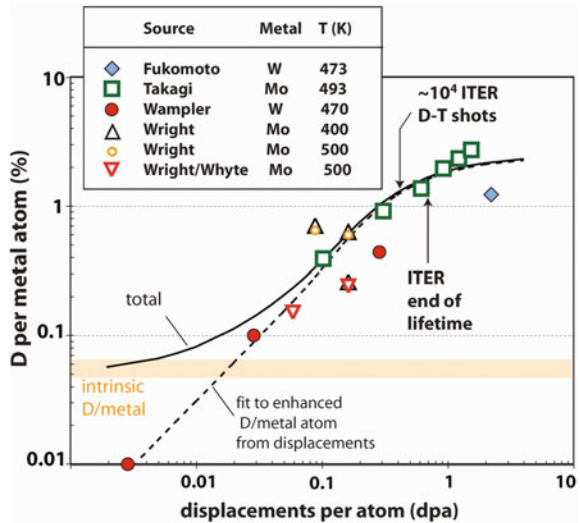 Source Metal T (K)
Fukomoto W 473
Takagi Mo 493
Wampler W 470
Wright Mo 400
Wright Mo 500
Wright/Whyte Mo 500
~10⁴ ITER
D-T shots
ITER
end of
lifetime
total
intrinsic
D/metal
fit to enhanced
D/metal atom
from displacements
D per metal atom (%)
10
1
0.1
0.01
0.01 0.1 1 10
displacements per atom (dpa)